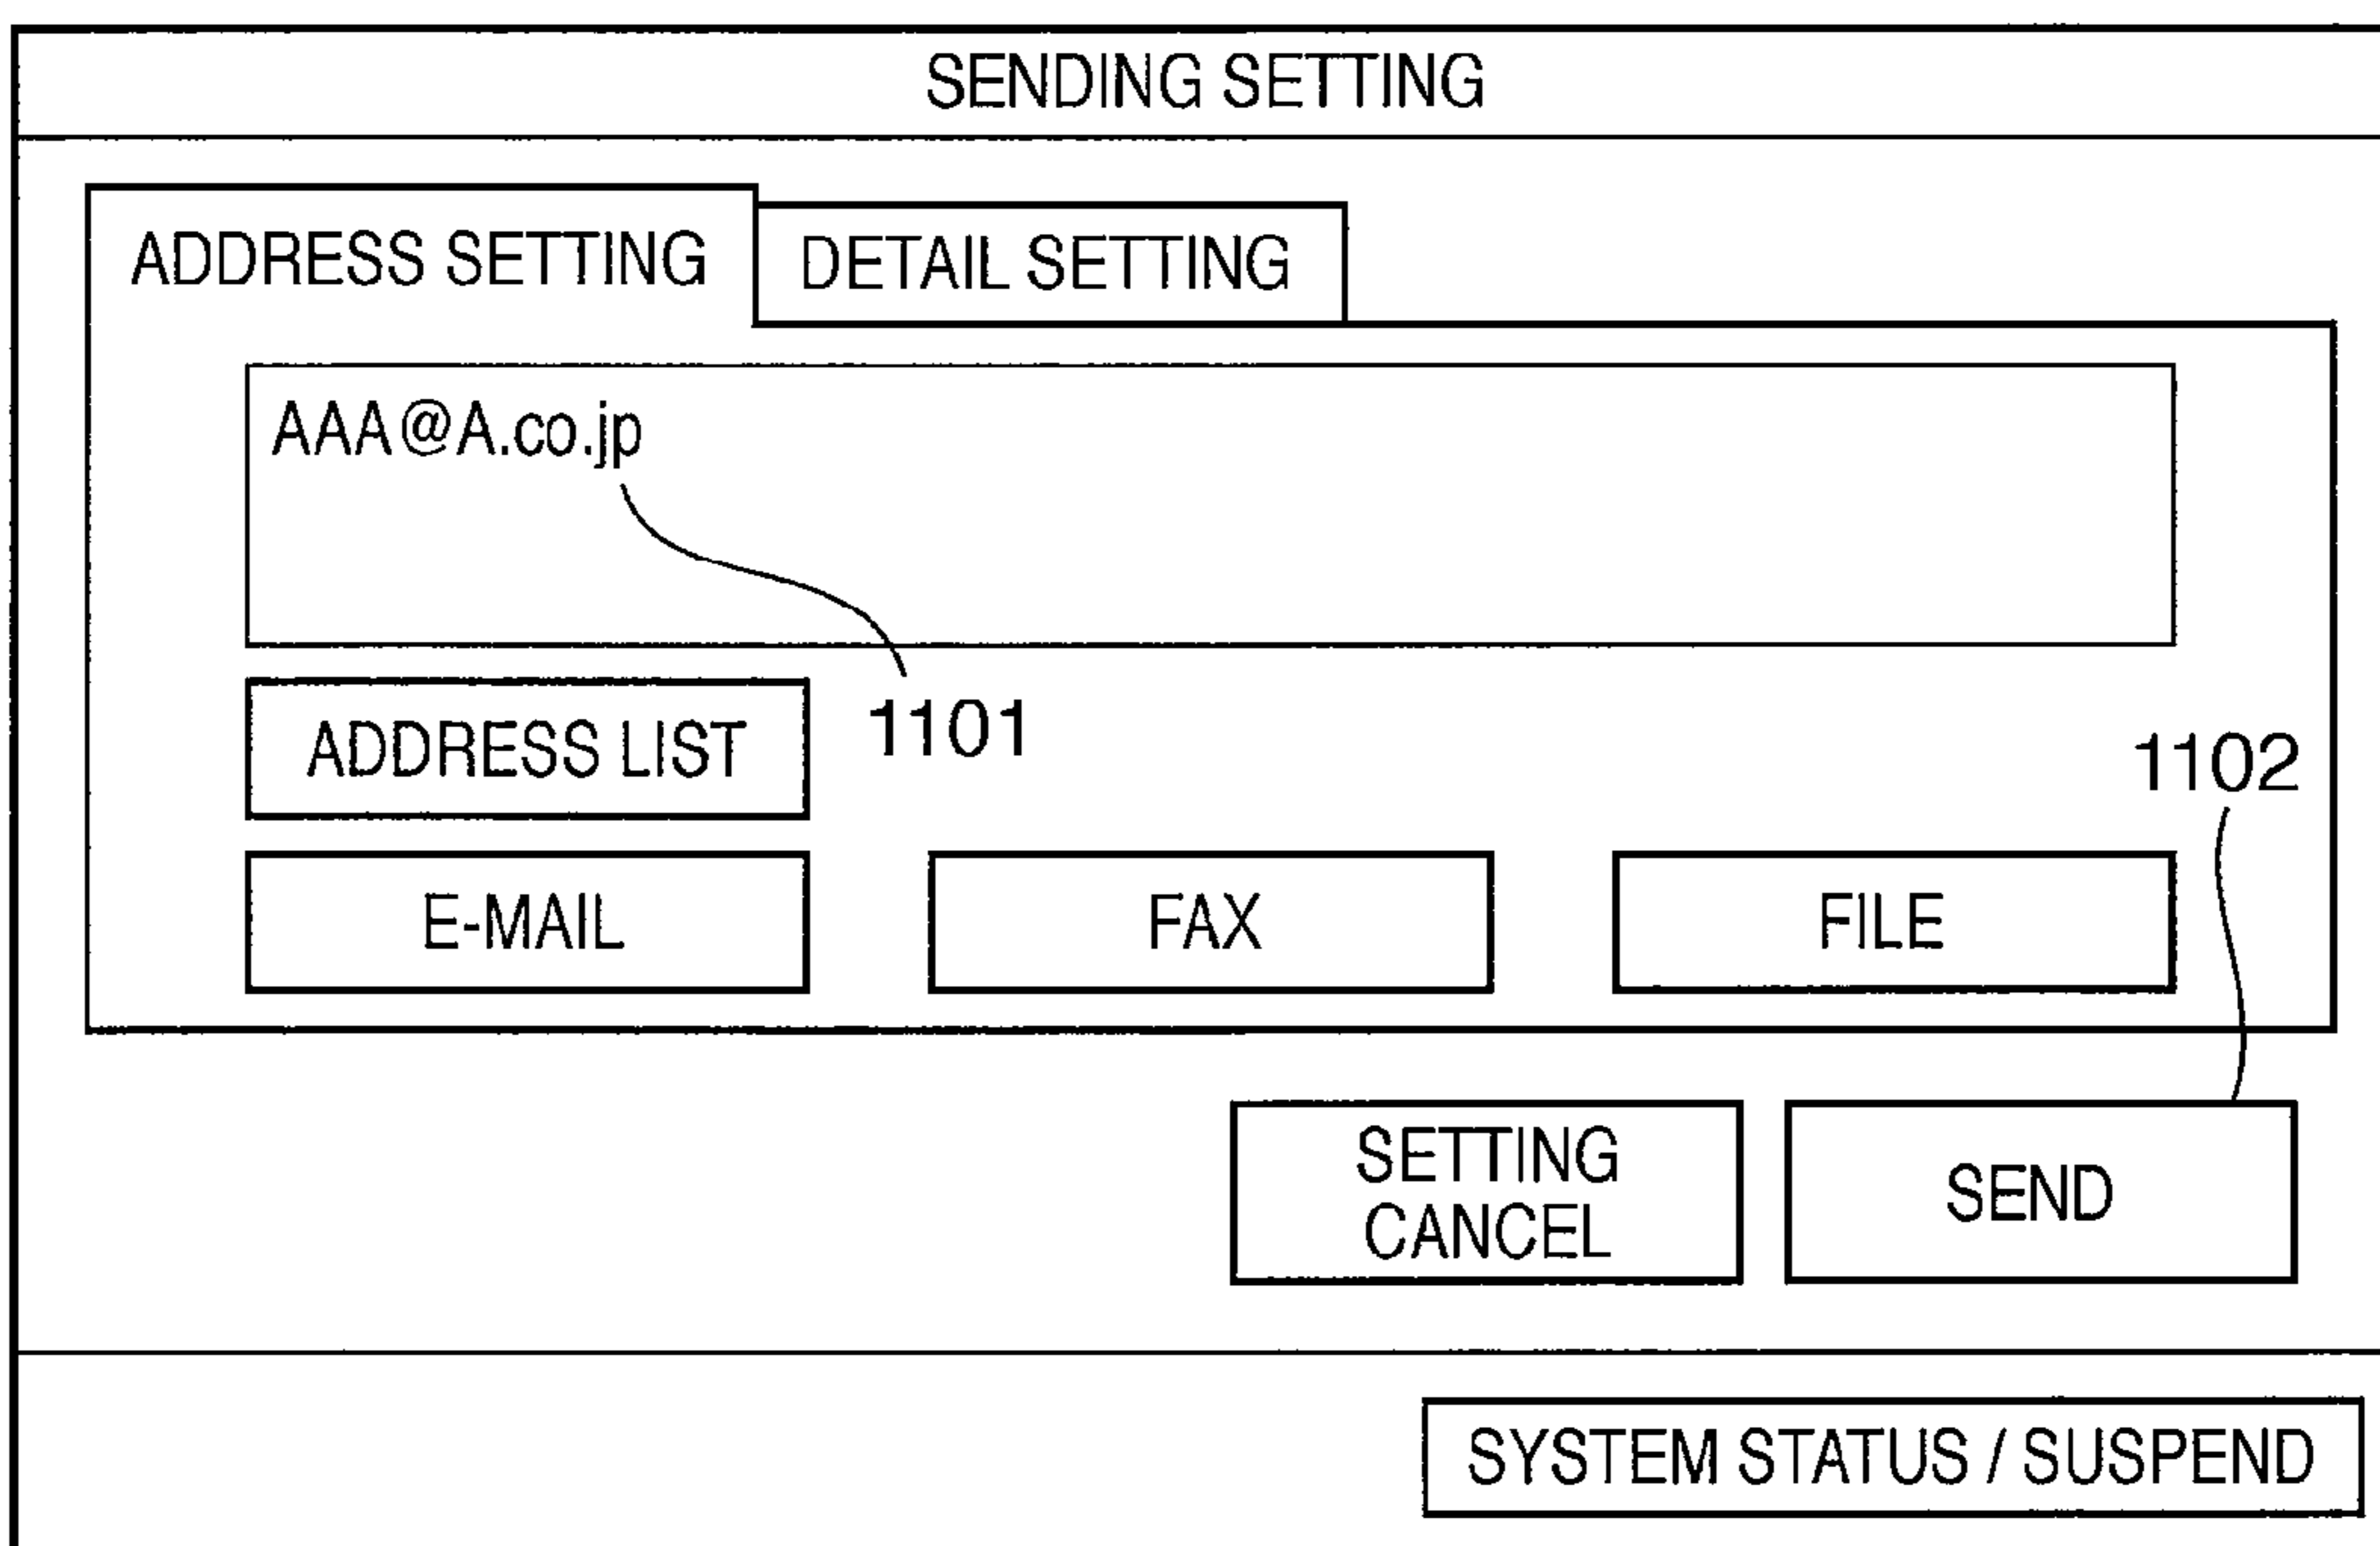 SENDING SETTING
ADDRESS SETTING
DETAIL SETTING
AAA@A.co.jp
1101
ADDRESS LIST
1102
E-MAIL
FAX
FILE
SETTING
CANCEL
SEND
SYSTEM STATUS / SUSPEND